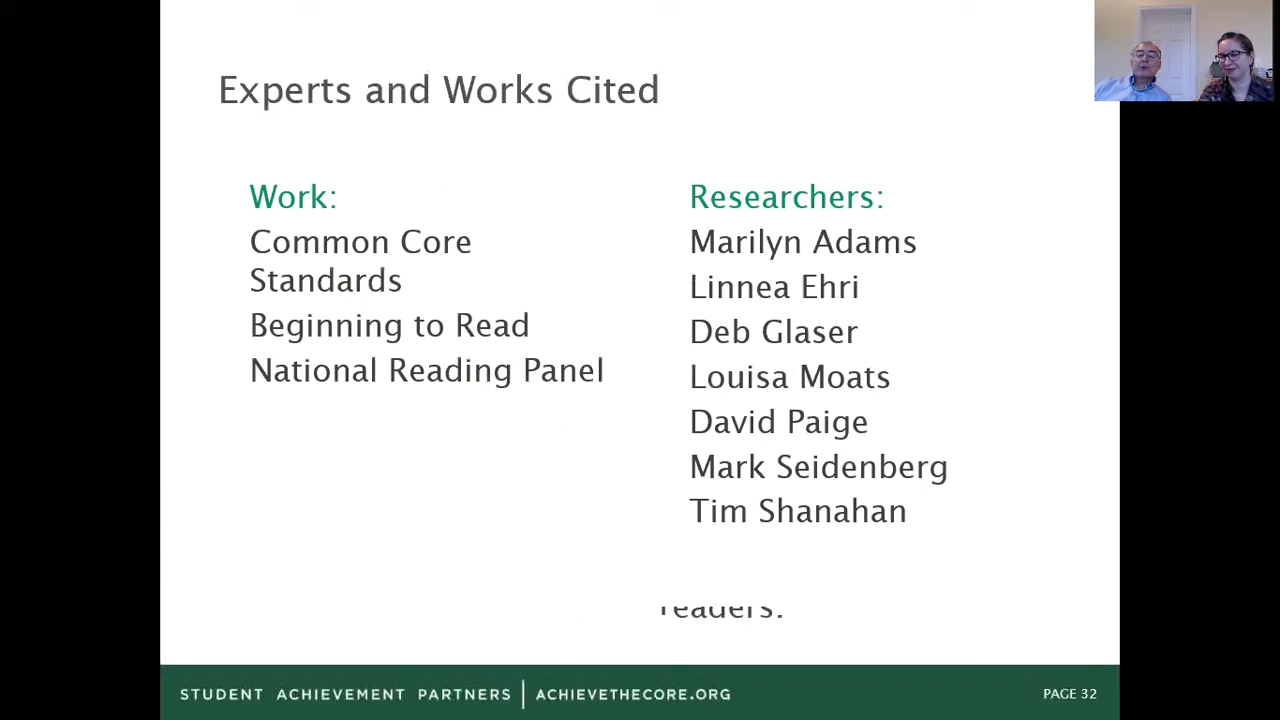 Experts and Works Cited
Work:
Common Core
Standards
Beginning to Read
National Reading Panel
Researchers:
Marilyn Adams
Linnea Ehri
Deb Glaser
Louisa Moats
David Paige
Mark Seidenberg
Tim Shanahan
readers.
STUDENT ACHIEVEMENT PARTNERS | ACHIEVETHECORE.ORG
PAGE 32